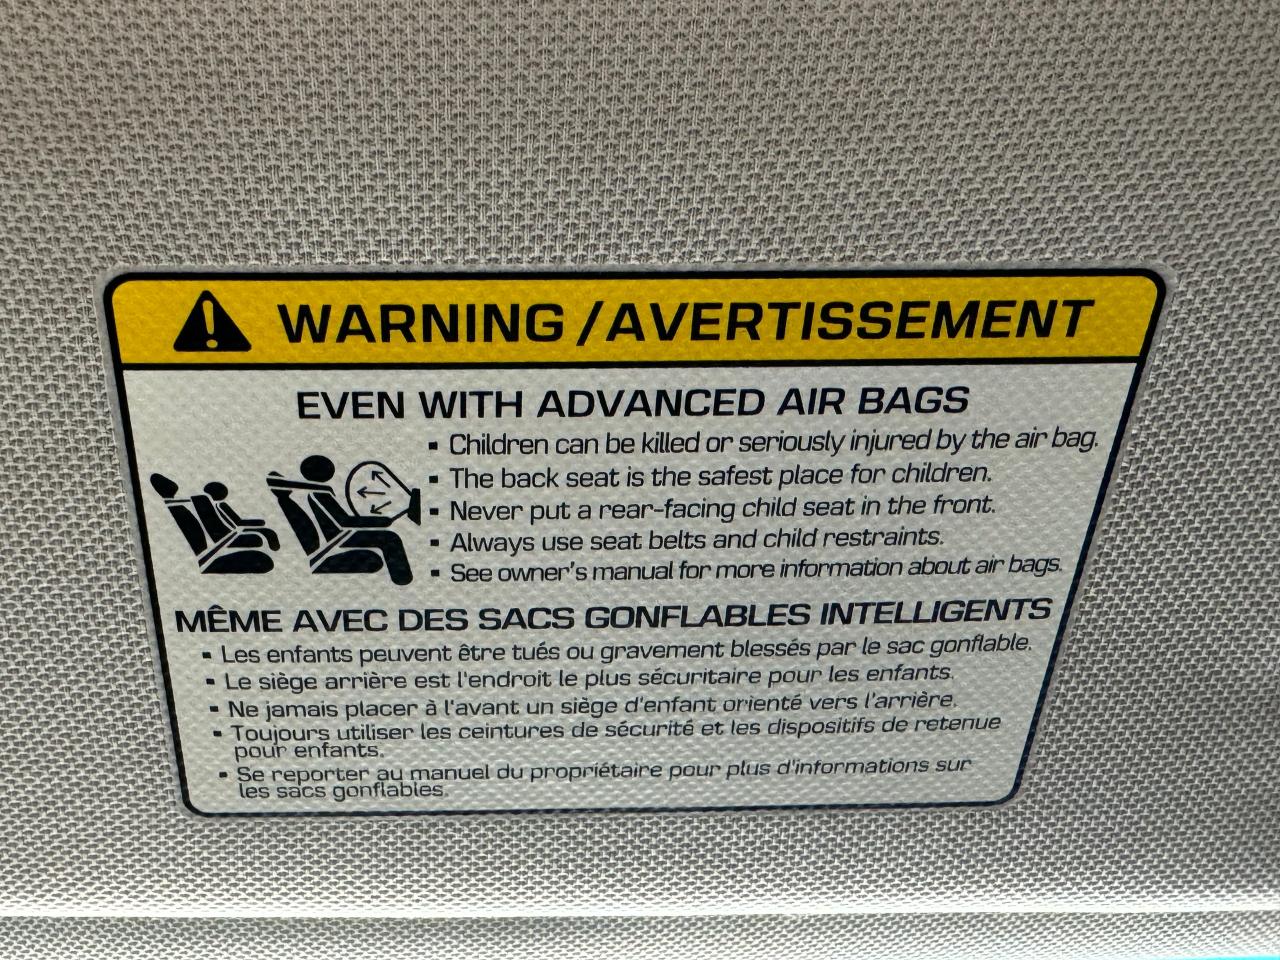 WARNING / AVERTISSEMENT
EVEN WITH ADVANCED AIR BAGS
▪ Children can be killed or seriously injured by the air bag.
▪ The back seat is the safest place for children.
▪ Never put a rear-facing child seat in the front.
▪ Always use seat belts and child restraints.
▪ See owner's manual for more information about air bags.
MÊME AVEC DES SACS GONFLABLES INTELLIGENTS
▪ Les enfants peuvent être tués ou gravement blessés par le sac gonflable.
▪ Le siège arrière est l'endroit le plus sécuritaire pour les enfants.
▪ Ne jamais placer à l'avant un siège d'enfant orienté vers l'arrière.
▪ Toujours utiliser les ceintures de sécurité et les dispositifs de retenue
pour enfants.
▪ Se reporter au manuel du propriétaire pour plus d'informations sur
les sacs gonflables.